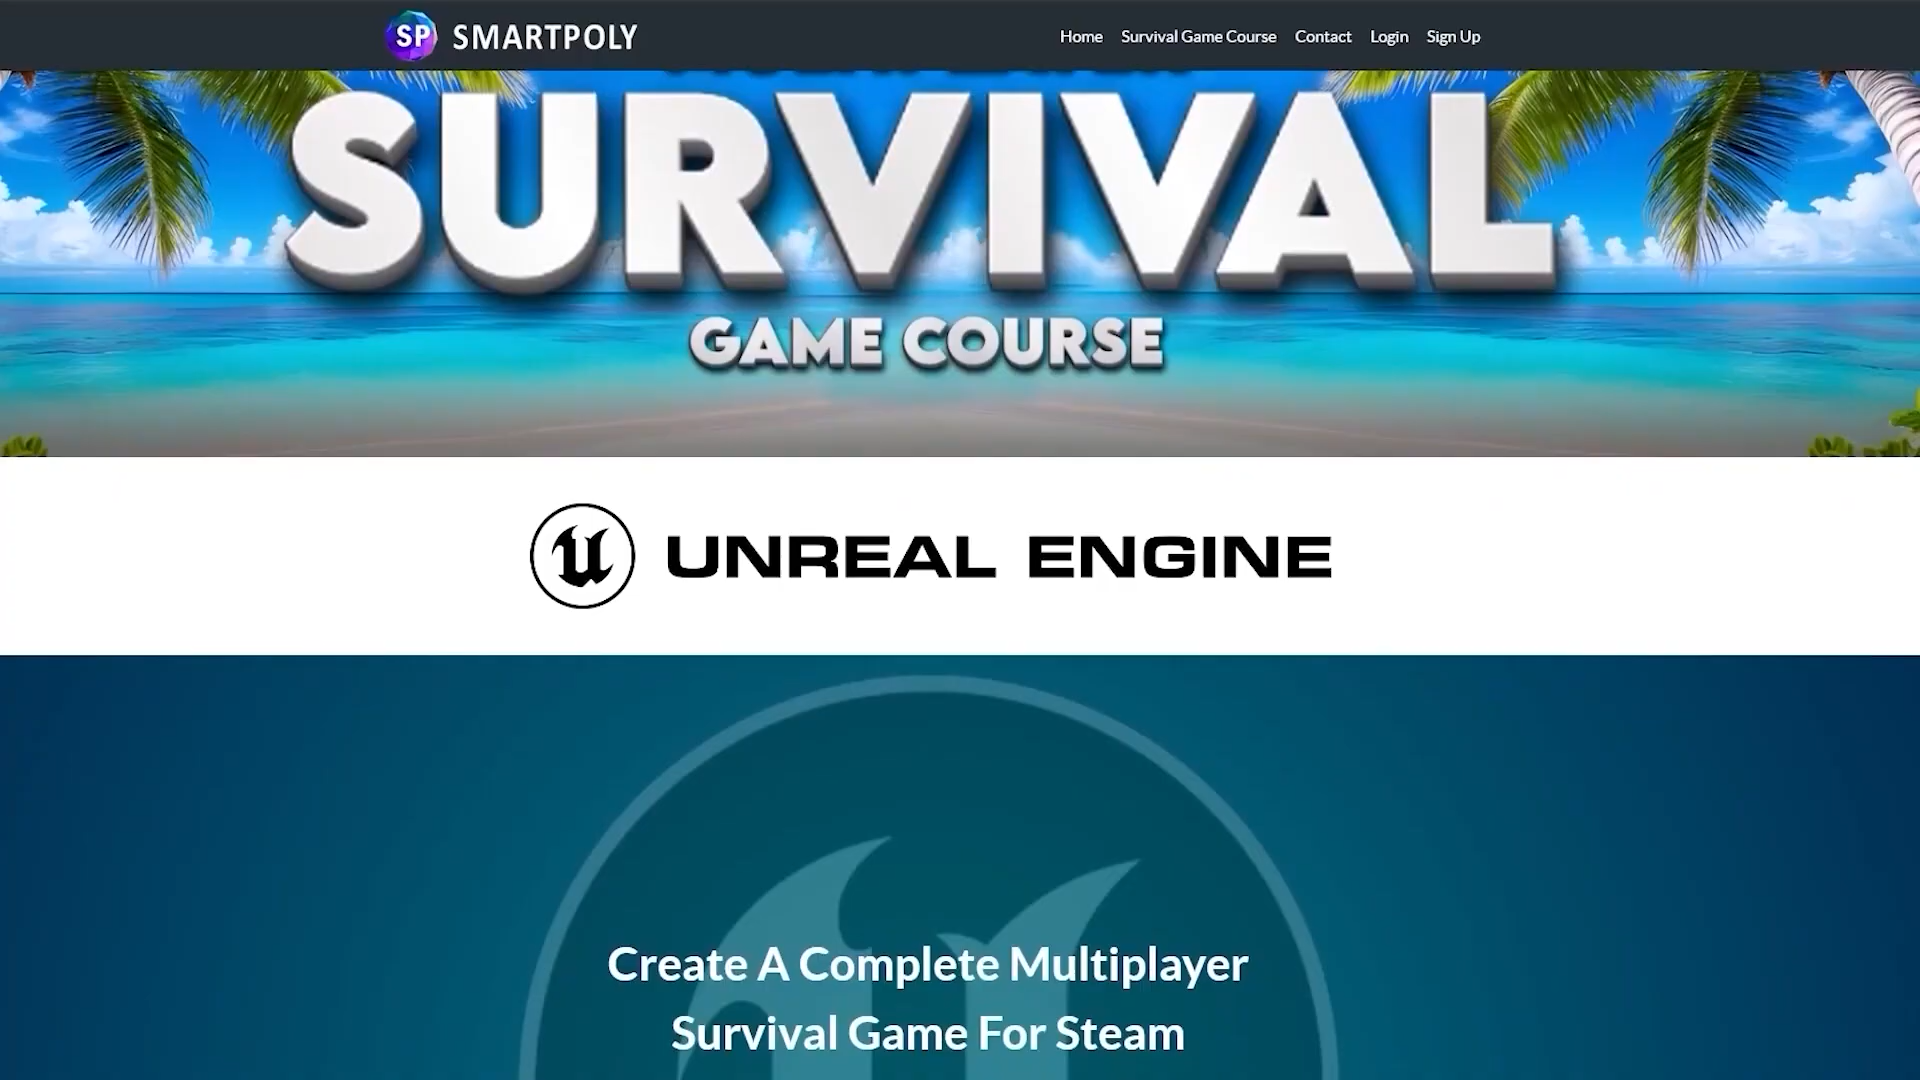 SP SMARTPOLY
Home Survival Game Course Contact Login Sign Up
SURVIVAL
GAME COURSE
UNREAL ENGINE
Create A Complete Multiplayer
Survival Game For Steam